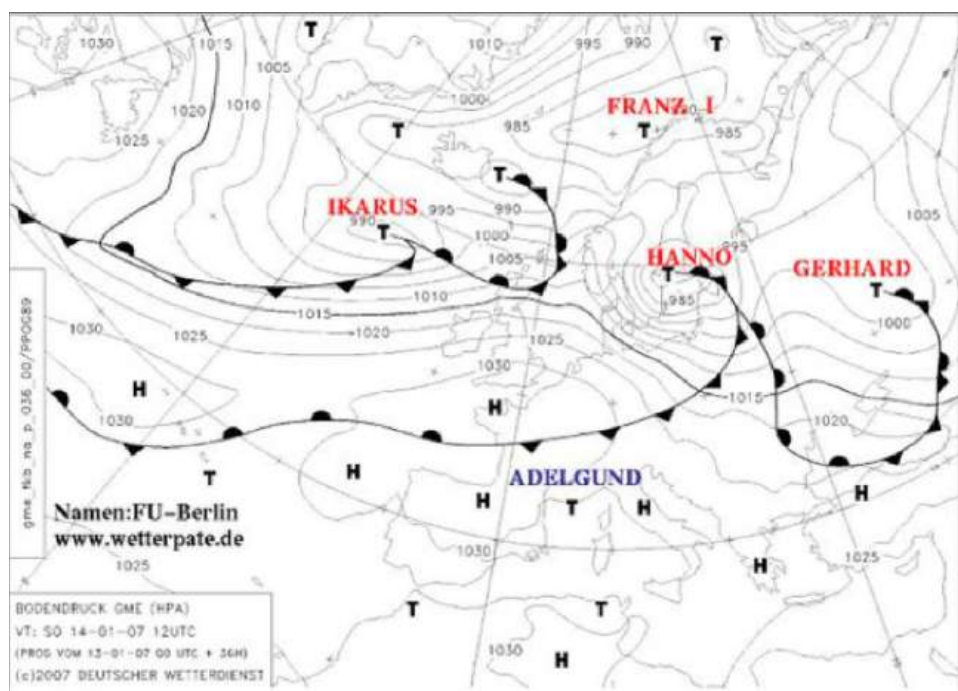 1030
1015
1005
1010
995
990
T
T
1020
1010
1000
985
FRANZ I
985
T
T
1025
T
IKARUS
995
990
990
T
1000
1005
1005
HANNO
995
T
985
GERHARD
T
1000
1010
1015
1030
1025
1020
1025
1030
H
H
1015
1020
1030
T
H
H
ADELGUND
T
H
H
Namen:FU-Berlin
www.wetterpate.de
1030
1025
H
1025
T
T
1030
H
BODENDRUCK GME (HPA)
VT: SO 14-01-07 12UTC
(PROG VOM 13-01-07 00 UTC + 36H)
(c)2007 DEUTSCHER WETTERDIENST